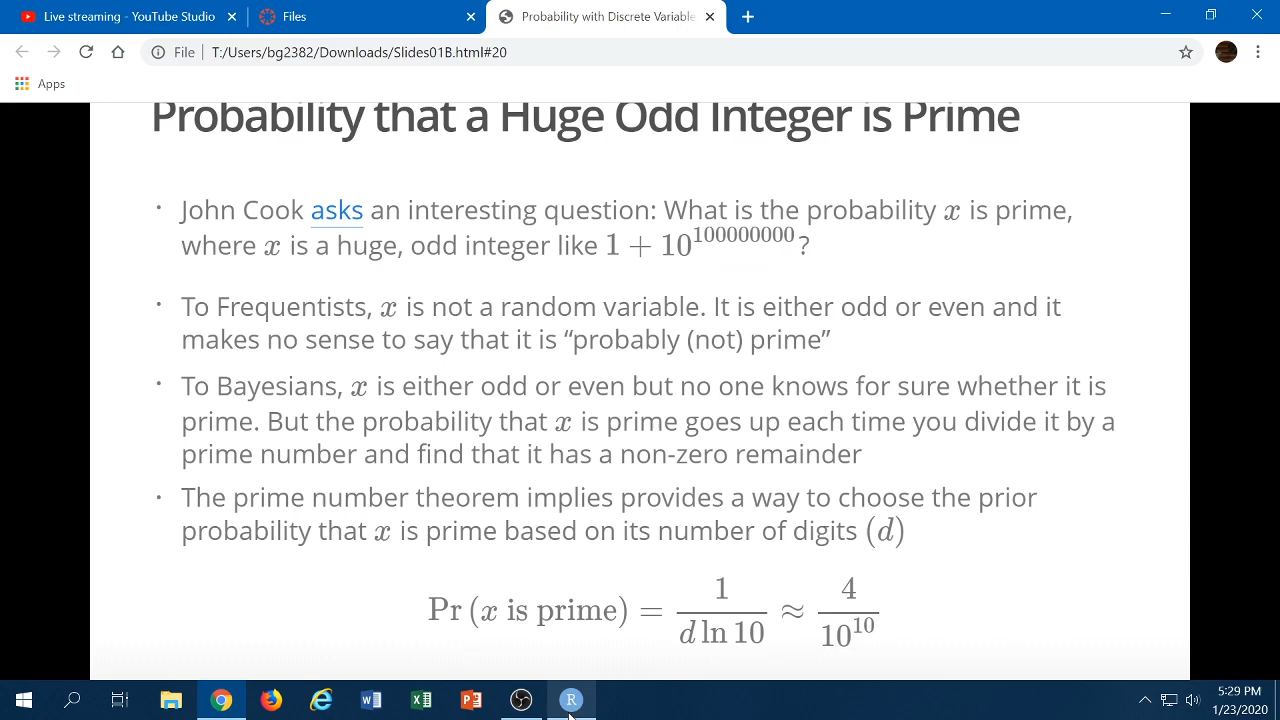 Live streaming - YouTube Studio
Files
Probability with Discrete Variable
File | T:/Users/bg2382/Downloads/Slides01B.html#20
Apps
Probability that a Huge Odd Integer is Prime
• John Cook asks an interesting question: What is the probability x is prime,
where x is a huge, odd integer like 1 + 10^100000000?
• To Frequentists, x is not a random variable. It is either odd or even and it
makes no sense to say that it is “probably (not) prime”
• To Bayesians, x is either odd or even but no one knows for sure whether it is
prime. But the probability that x is prime goes up each time you divide it by a
prime number and find that it has a non-zero remainder
• The prime number theorem implies provides a way to choose the prior
probability that x is prime based on its number of digits (d)
Pr (x is prime) = 1 / (d ln 10) ≈ 4 / 10^10
5:29 PM
1/23/2020